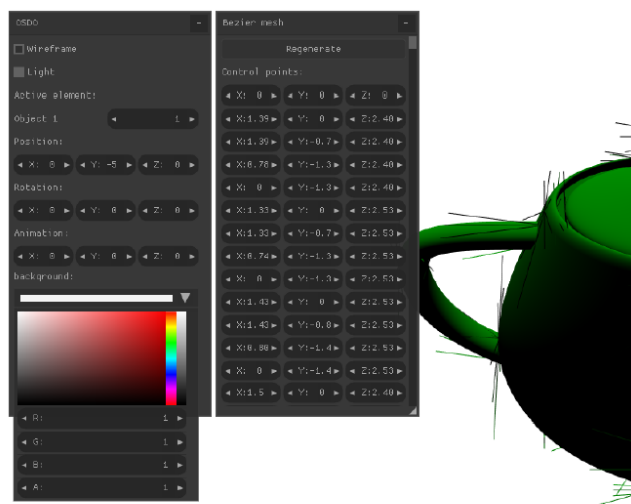 OSDO
Wireframe
Light
Active element:
Object 1 1
Position:
X: 0 Y: -5 Z: 0
Rotation:
X: 0 Y: 0 Z: 0
Animation:
X: 0 Y: 0 Z: 0
background:
R: 1
G: 1
B: 1
A: 1
Bezier mesh
Regenerate
Control points:
X: 0 Y: 0 Z: 0
X:1.39 Y: 0 Z:2.40
X:1.39 Y:-0.7 Z:2.40
X:0.78 Y:-1.3 Z:2.40
X: 0 Y:-1.3 Z:2.40
X:1.33 Y: 0 Z:2.53
X:1.33 Y:-0.7 Z:2.53
X:0.74 Y:-1.3 Z:2.53
X: 0 Y:-1.3 Z:2.53
X:1.43 Y: 0 Z:2.53
X:1.43 Y:-0.8 Z:2.53
X:0.80 Y:-1.4 Z:2.53
X: 0 Y:-1.4 Z:2.53
X:1.5 Y: 0 Z:2.40